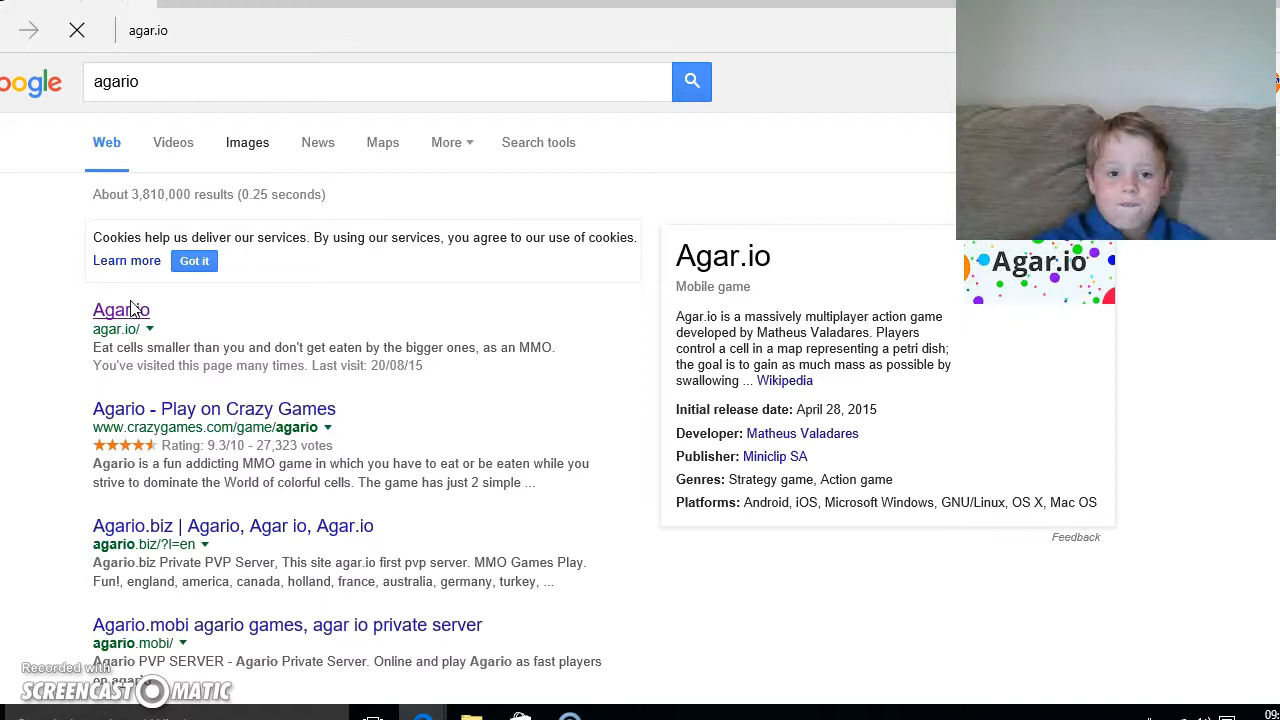 agar.io
oogle
agario
Web Videos Images News Maps More Search tools
About 3,810,000 results (0.25 seconds)
Cookies help us deliver our services. By using our services, you agree to our use of cookies.
Learn more Got it
Agar.io
agar.io/
Eat cells smaller than you and don't get eaten by the bigger ones, as an MMO.
You've visited this page many times. Last visit: 20/08/15
Agario - Play on Crazy Games
www.crazygames.com/game/agario
Rating: 9.3/10 - 27,323 votes
Agario is a fun addicting MMO game in which you have to eat or be eaten while you
strive to dominate the World of colorful cells. The game has just 2 simple ...
Agario.biz | Agario, Agar io, Agar.io
agario.biz/?l=en
Agario.biz Private PVP Server, This site agar.io first pvp server. MMO Games Play.
Fun!, england, america, canada, holland, france, australia, germany, turkey, ...
Agario.mobi agario games, agar io private server
agario.mobi/
Agario PVP SERVER - Agario Private Server. Online and play Agario as fast players
on agario
Agar.io
Mobile game
Agar.io
Agar.io is a massively multiplayer action game
developed by Matheus Valadares. Players
control a cell in a map representing a petri dish;
the goal is to gain as much mass as possible by
swallowing ... Wikipedia
Initial release date: April 28, 2015
Developer: Matheus Valadares
Publisher: Miniclip SA
Genres: Strategy game, Action game
Platforms: Android, iOS, Microsoft Windows, GNU/Linux, OS X, Mac OS
Feedback
Recorded with
SCREENCAST MATIC
09: